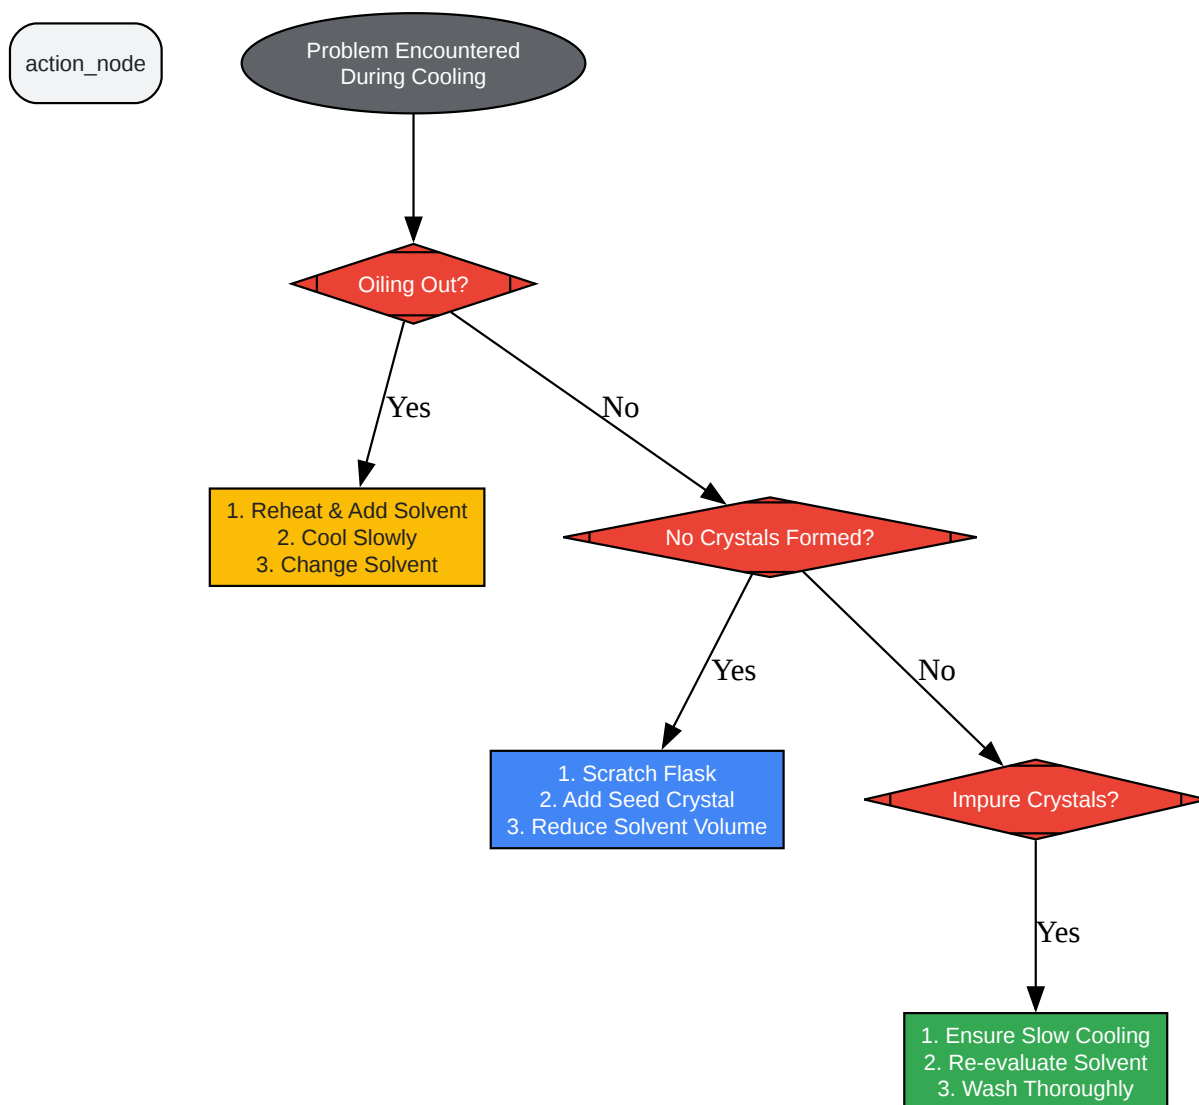 action_node
Problem Encountered
During Cooling
Oiling Out?
Yes
No
1. Reheat & Add Solvent
2. Cool Slowly
3. Change Solvent
No Crystals Formed?
Yes
No
1. Scratch Flask
2. Add Seed Crystal
3. Reduce Solvent Volume
Impure Crystals?
Yes
1. Ensure Slow Cooling
2. Re-evaluate Solvent
3. Wash Thoroughly